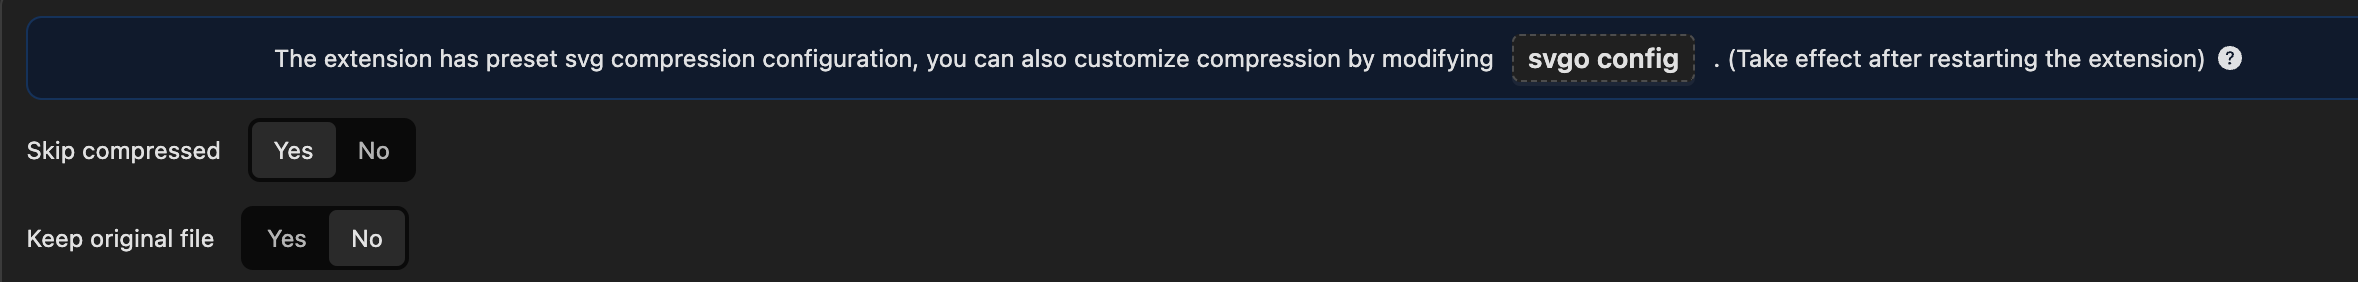 The extension has preset svg compression configuration, you can also customize compression by modifying svgo config . (Take effect after restarting the extension) ?
Skip compressed Yes No
Keep original file Yes No